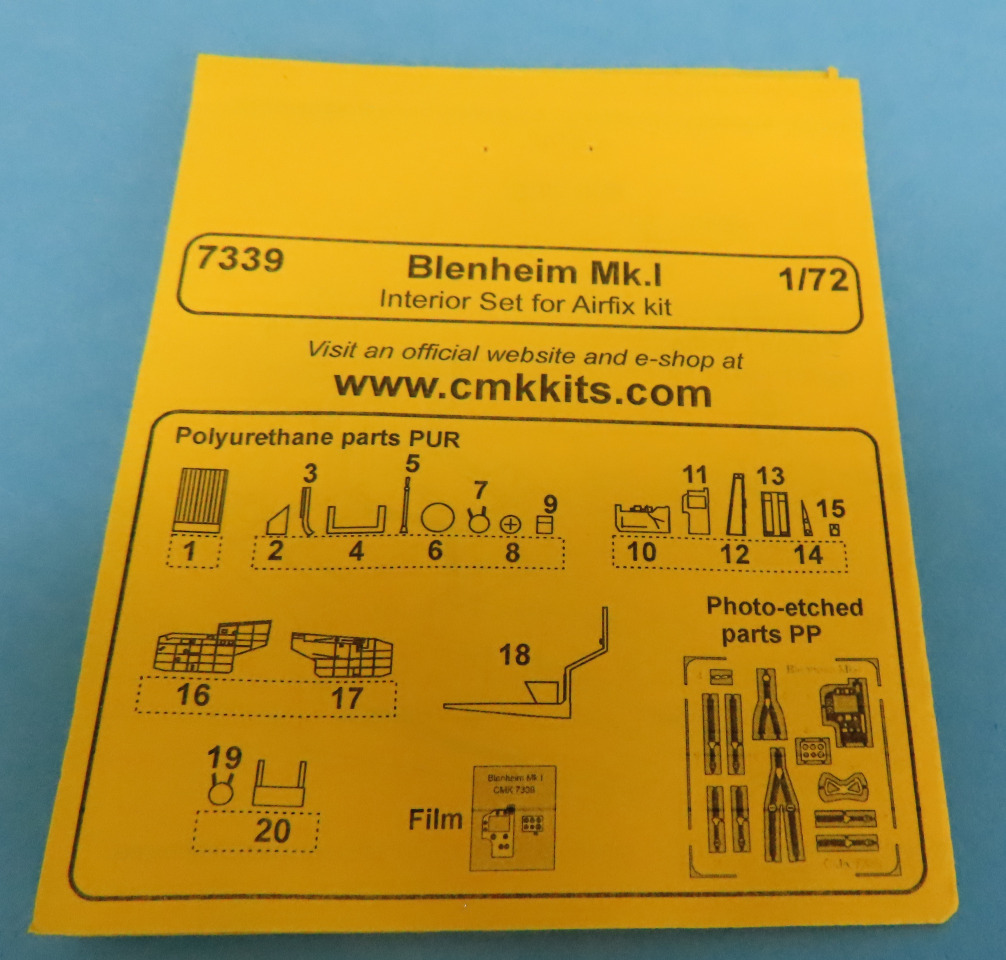 7339 Blenheim Mk.I 1/72
Interior Set for Airfix kit
Visit an official website and e-shop at
www.cmkkits.com
Polyurethane parts PUR
3 5 7 9 11 13 15
1 2 4 6 8 10 12 14
Photo-etched
parts PP
18
16 17
19
20
Film
Blenheim Mk.I
CMK 7339